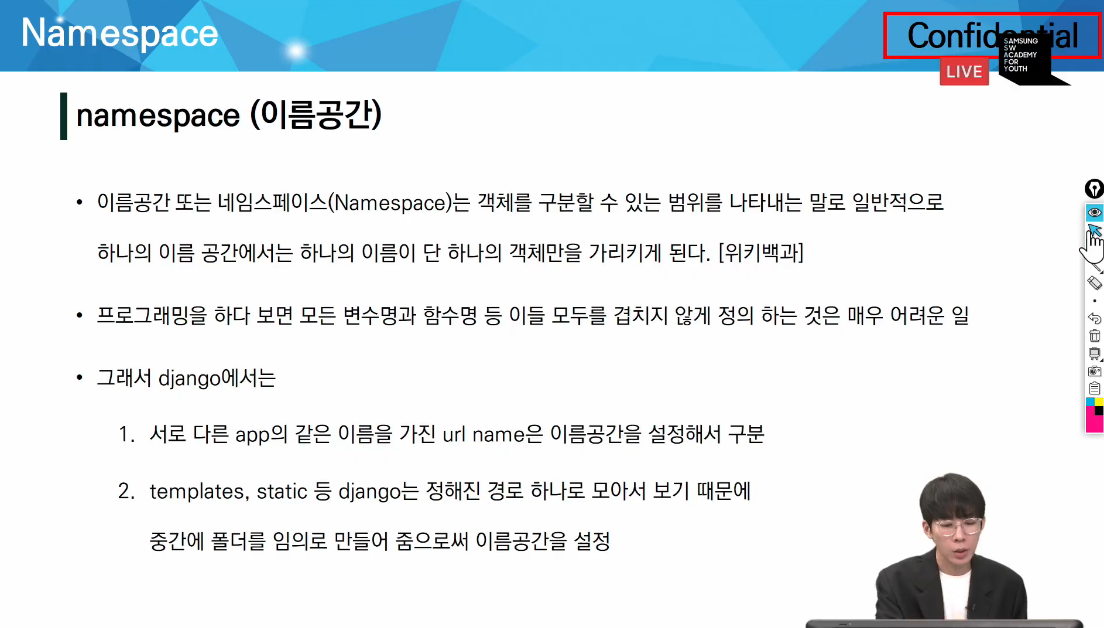 Namespace
Confidential
LIVE
SAMSUNG
SW
ACADEMY
FOR
YOUTH
namespace (이름공간)
• 이름공간 또는 네임스페이스(Namespace)는 객체를 구분할 수 있는 범위를 나타내는 말로 일반적으로
하나의 이름 공간에서는 하나의 이름이 단 하나의 객체만을 가리키게 된다. [위키백과]
• 프로그래밍을 하다 보면 모든 변수명과 함수명 등 이들 모두를 겹치지 않게 정의 하는 것은 매우 어려운 일
• 그래서 django에서는
1. 서로 다른 app의 같은 이름을 가진 url name은 이름공간을 설정해서 구분
2. templates, static 등 django는 정해진 경로 하나로 모아서 보기 때문에
중간에 폴더를 임의로 만들어 줌으로써 이름공간을 설정